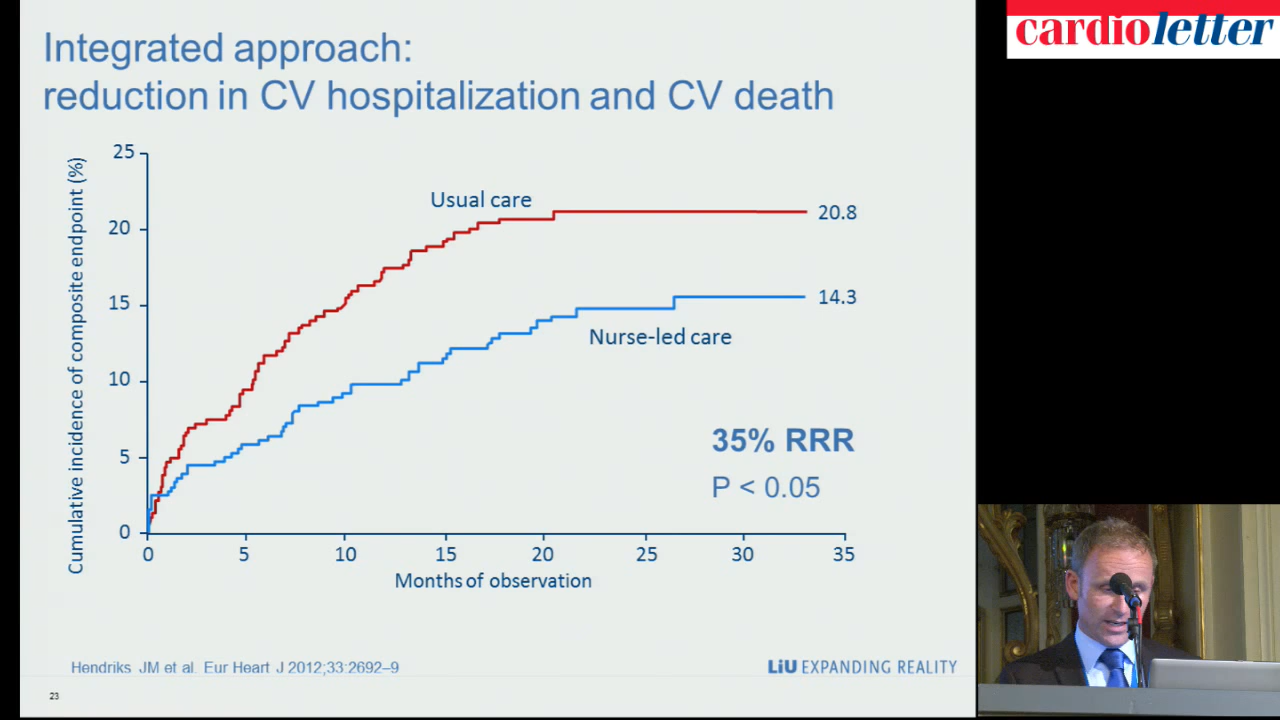 Integrated approach:
reduction in CV hospitalization and CV death
cardioletter
Cumulative incidence of composite endpoint (%)
25
20
15
10
5
0
Usual care
20.8
14.3
Nurse-led care
35% RRR
P < 0.05
0 5 10 15 20 25 30 35
Months of observation
Hendriks JM et al. Eur Heart J 2012;33:2692–9
LiU EXPANDING REALITY
23